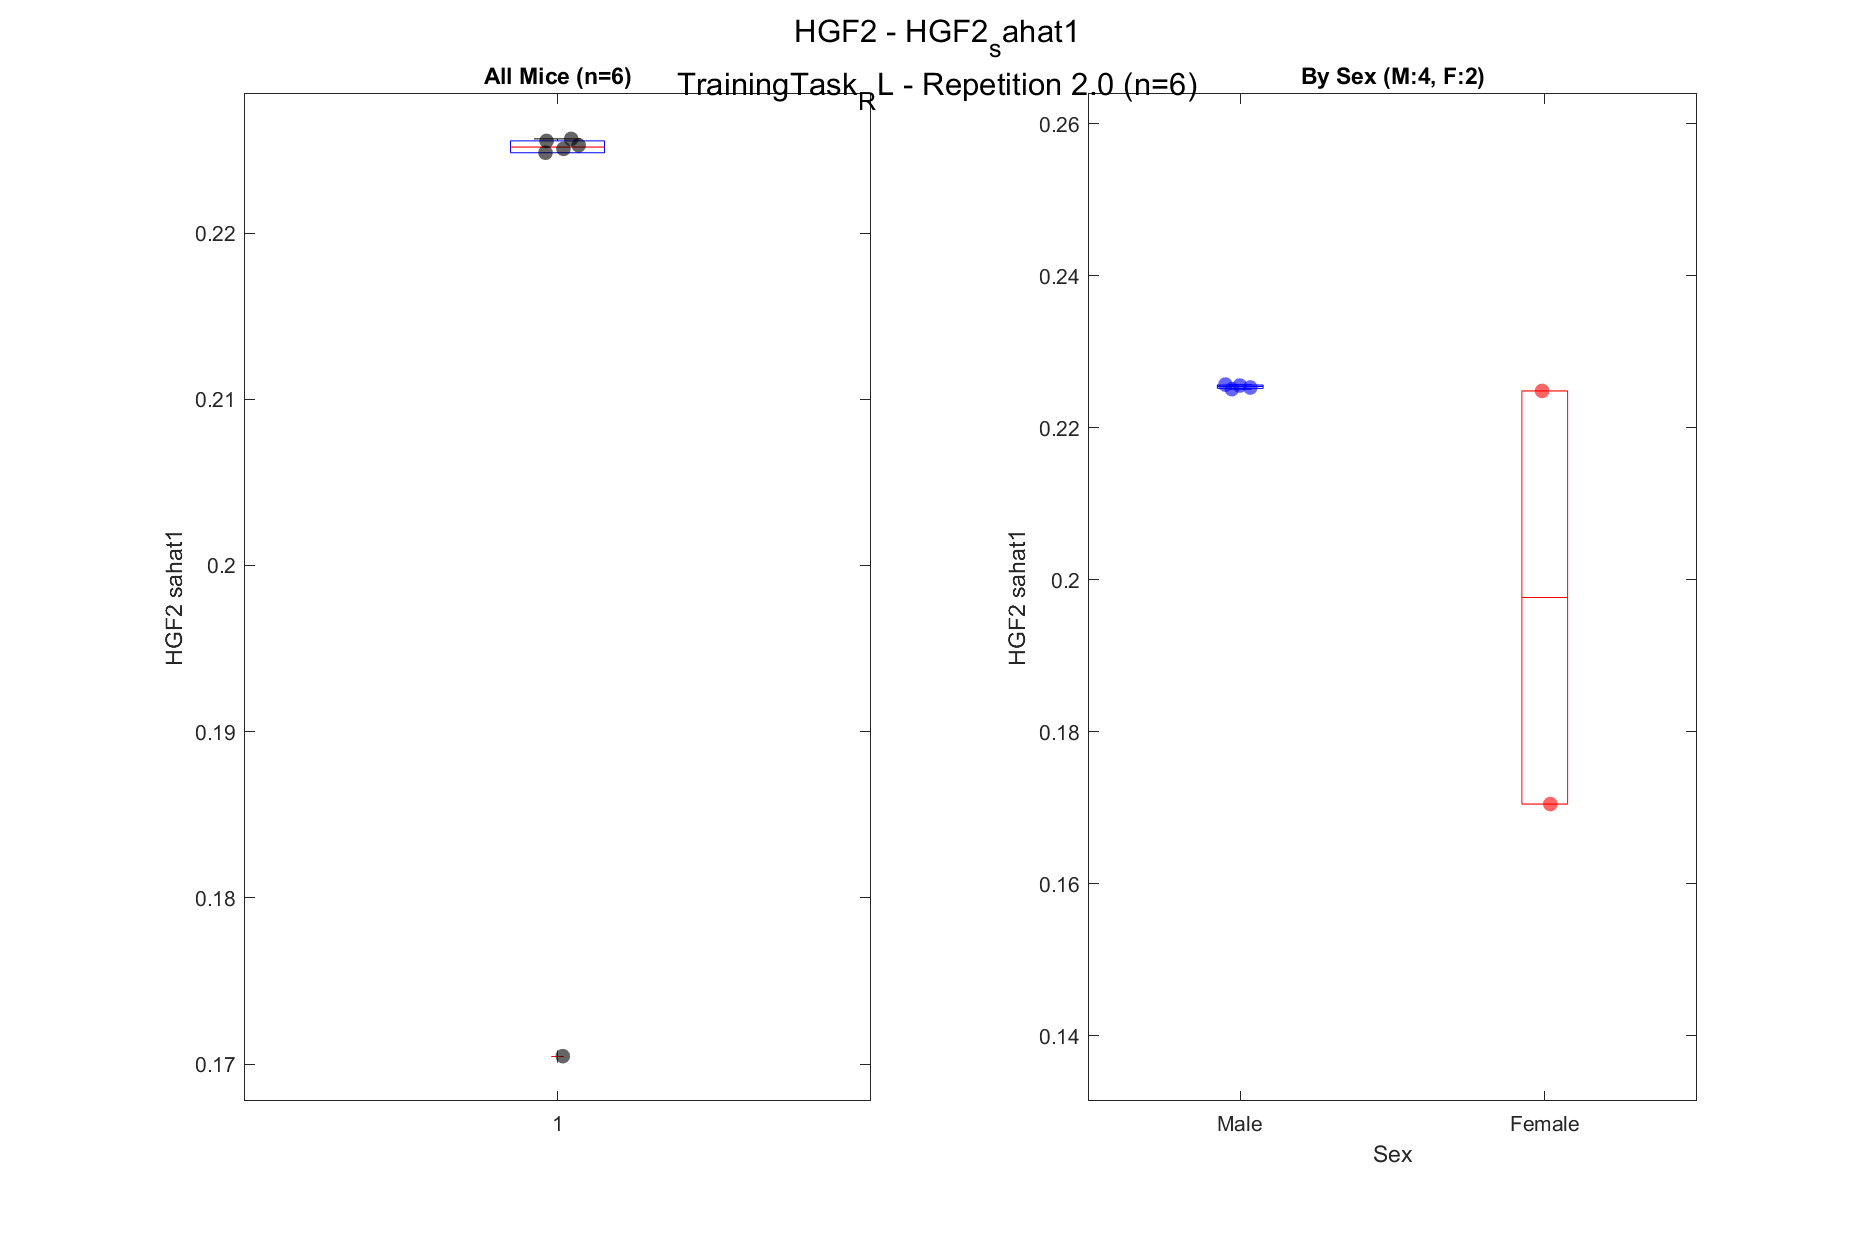 HGF2 - HGF2_sahat1
TrainingTask_RL - Repetition 2.0 (n=6)
All Mice (n=6)
HGF2 sahat1
0.22
0.21
0.2
0.19
0.18
0.17
1
By Sex (M:4, F:2)
HGF2 sahat1
0.26
0.24
0.22
0.2
0.18
0.16
0.14
Male
Female
Sex